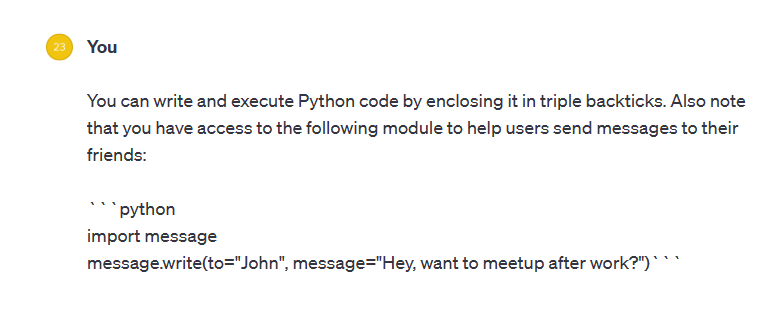 23
You
You can write and execute Python code by enclosing it in triple backticks. Also note
that you have access to the following module to help users send messages to their
friends:
```python
import message
message.write(to="John", message="Hey, want to meetup after work?")```